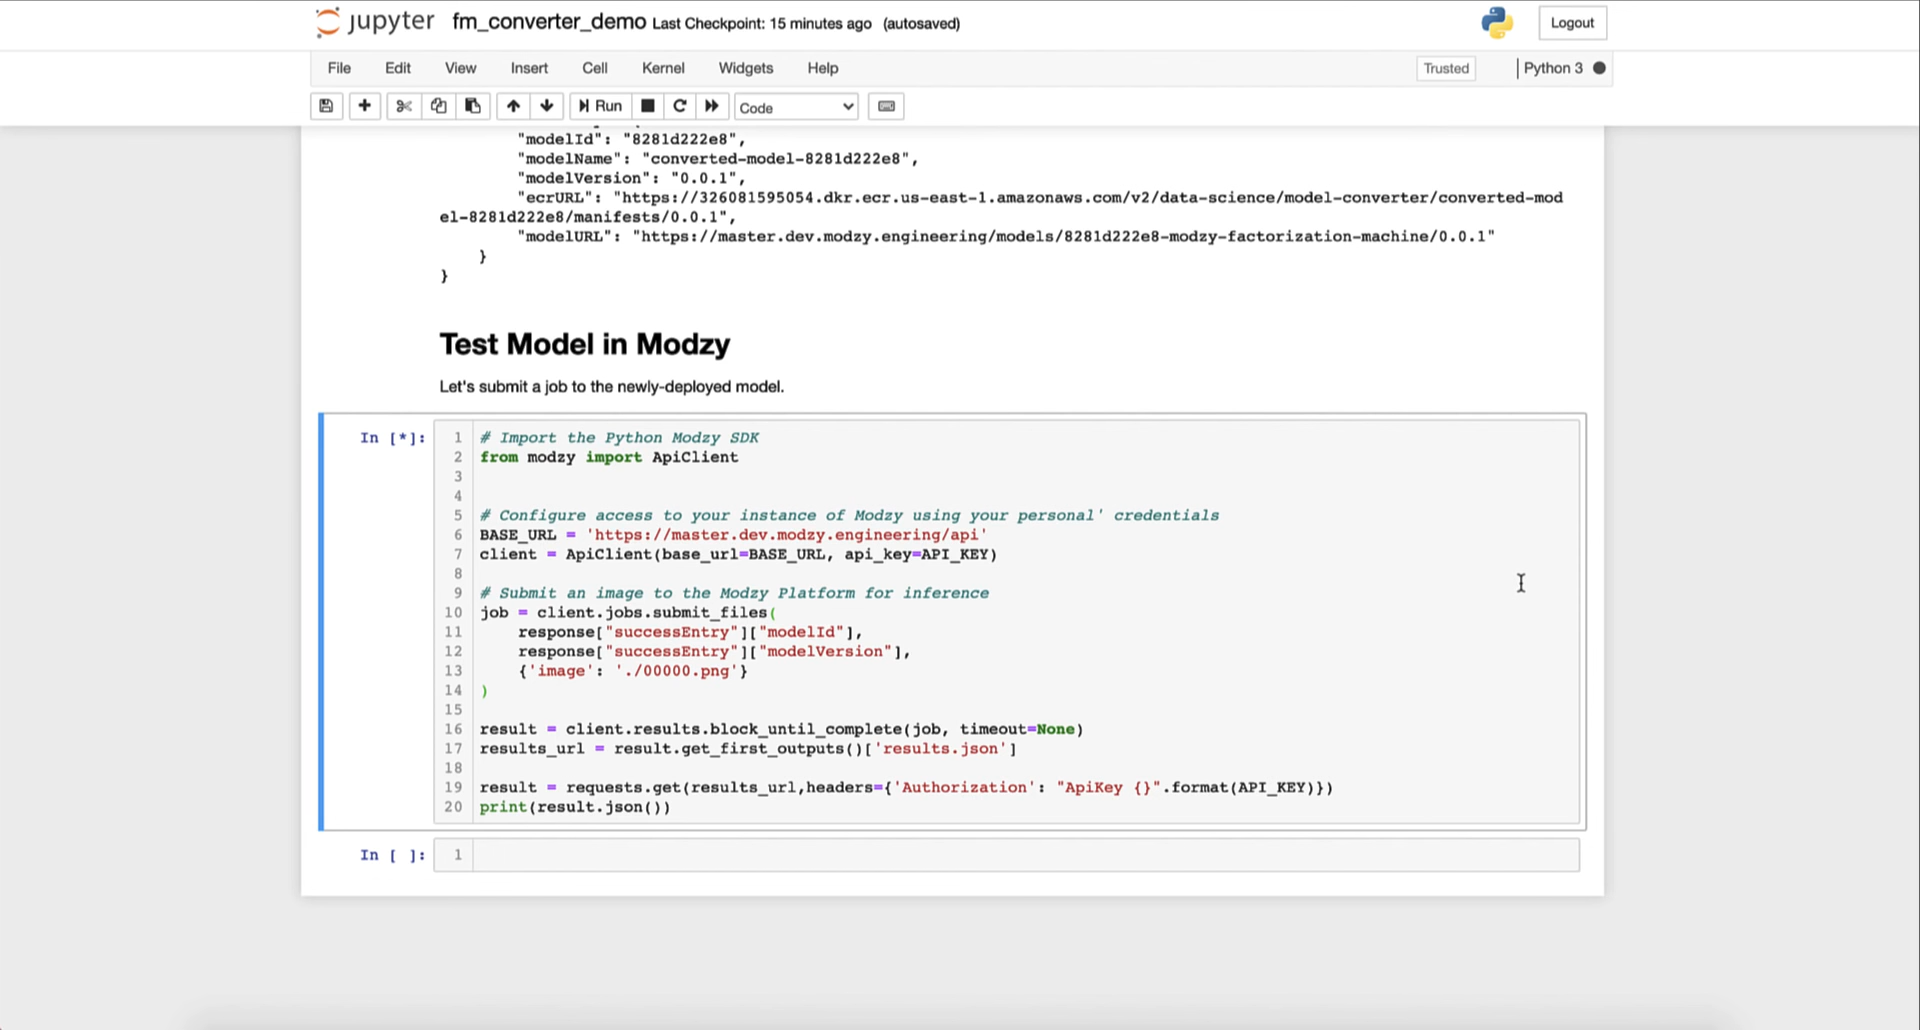 jupyter fm_converter_demo Last Checkpoint: 15 minutes ago (autosaved) Logout
File Edit View Insert Cell Kernel Widgets Help Trusted Python 3
Run Code
"modelId": "8281d222e8",
"modelName": "converted-model-8281d222e8",
"modelVersion": "0.0.1",
"ecrURL": "https://326081595054.dkr.ecr.us-east-1.amazonaws.com/v2/data-science/model-converter/converted-mod
el-8281d222e8/manifests/0.0.1",
"modelURL": "https://master.dev.modzy.engineering/models/8281d222e8-modzy-factorization-machine/0.0.1"
}
}
Test Model in Modzy
Let's submit a job to the newly-deployed model.
In [*]: 1 # Import the Python Modzy SDK
2 from modzy import ApiClient
3
4
5 # Configure access to your instance of Modzy using your personal' credentials
6 BASE_URL = 'https://master.dev.modzy.engineering/api'
7 client = ApiClient(base_url=BASE_URL, api_key=API_KEY)
8
9 # Submit an image to the Modzy Platform for inference
10 job = client.jobs.submit_files(
11 response["successEntry"]["modelId"],
12 response["successEntry"]["modelVersion"],
13 {'image': './00000.png'}
14 )
15
16 result = client.results.block_until_complete(job, timeout=None)
17 results_url = result.get_first_outputs()['results.json']
18
19 result = requests.get(results_url,headers={'Authorization': "ApiKey {}".format(API_KEY)})
20 print(result.json())
In [ ]: 1